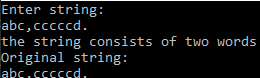 Enter string:
abc,cccccd.
the string consists of two words
Original string:
abc,cccccd.